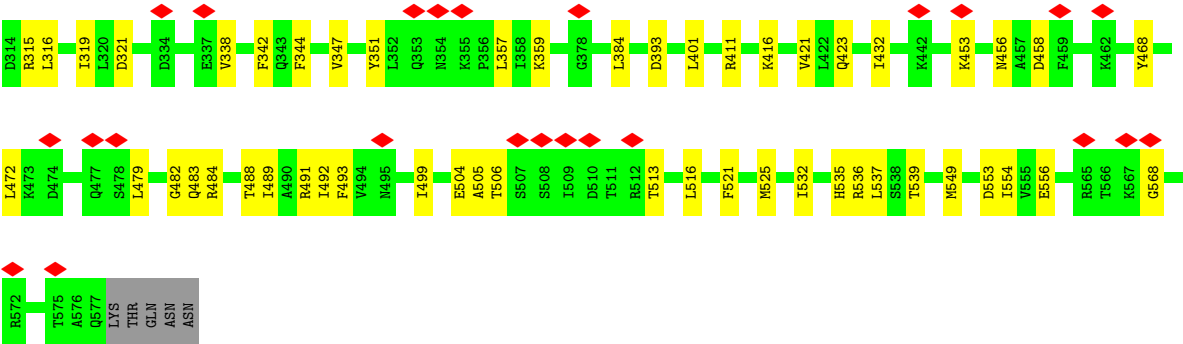 D314 R315 L316 I319 L320 D321 D334 E337 V338 F342 Q343 F344 V347 Y351 L352 Q353 N354 K355 P356 L357 I358 K359 G378 L384 D393 L401 R411 K416 V421 L422 Q423 I432 K442 K453 N456 A457 D458 F459 K462 Y468
L472 K473 D474 Q477 S478 L479 G482 Q483 R484 T488 I489 A490 R491 I492 F493 V494 N495 I499 E504 A505 T506 S507 S508 I509 D510 T511 R512 T513 L516 F521 M525 I532 H535 R536 L537 S538 T539 M549 D553 I554 V555 E556 R565 T566 K567 G568
R572 T575 A576 Q577 LYS THR GLN ASN ASN